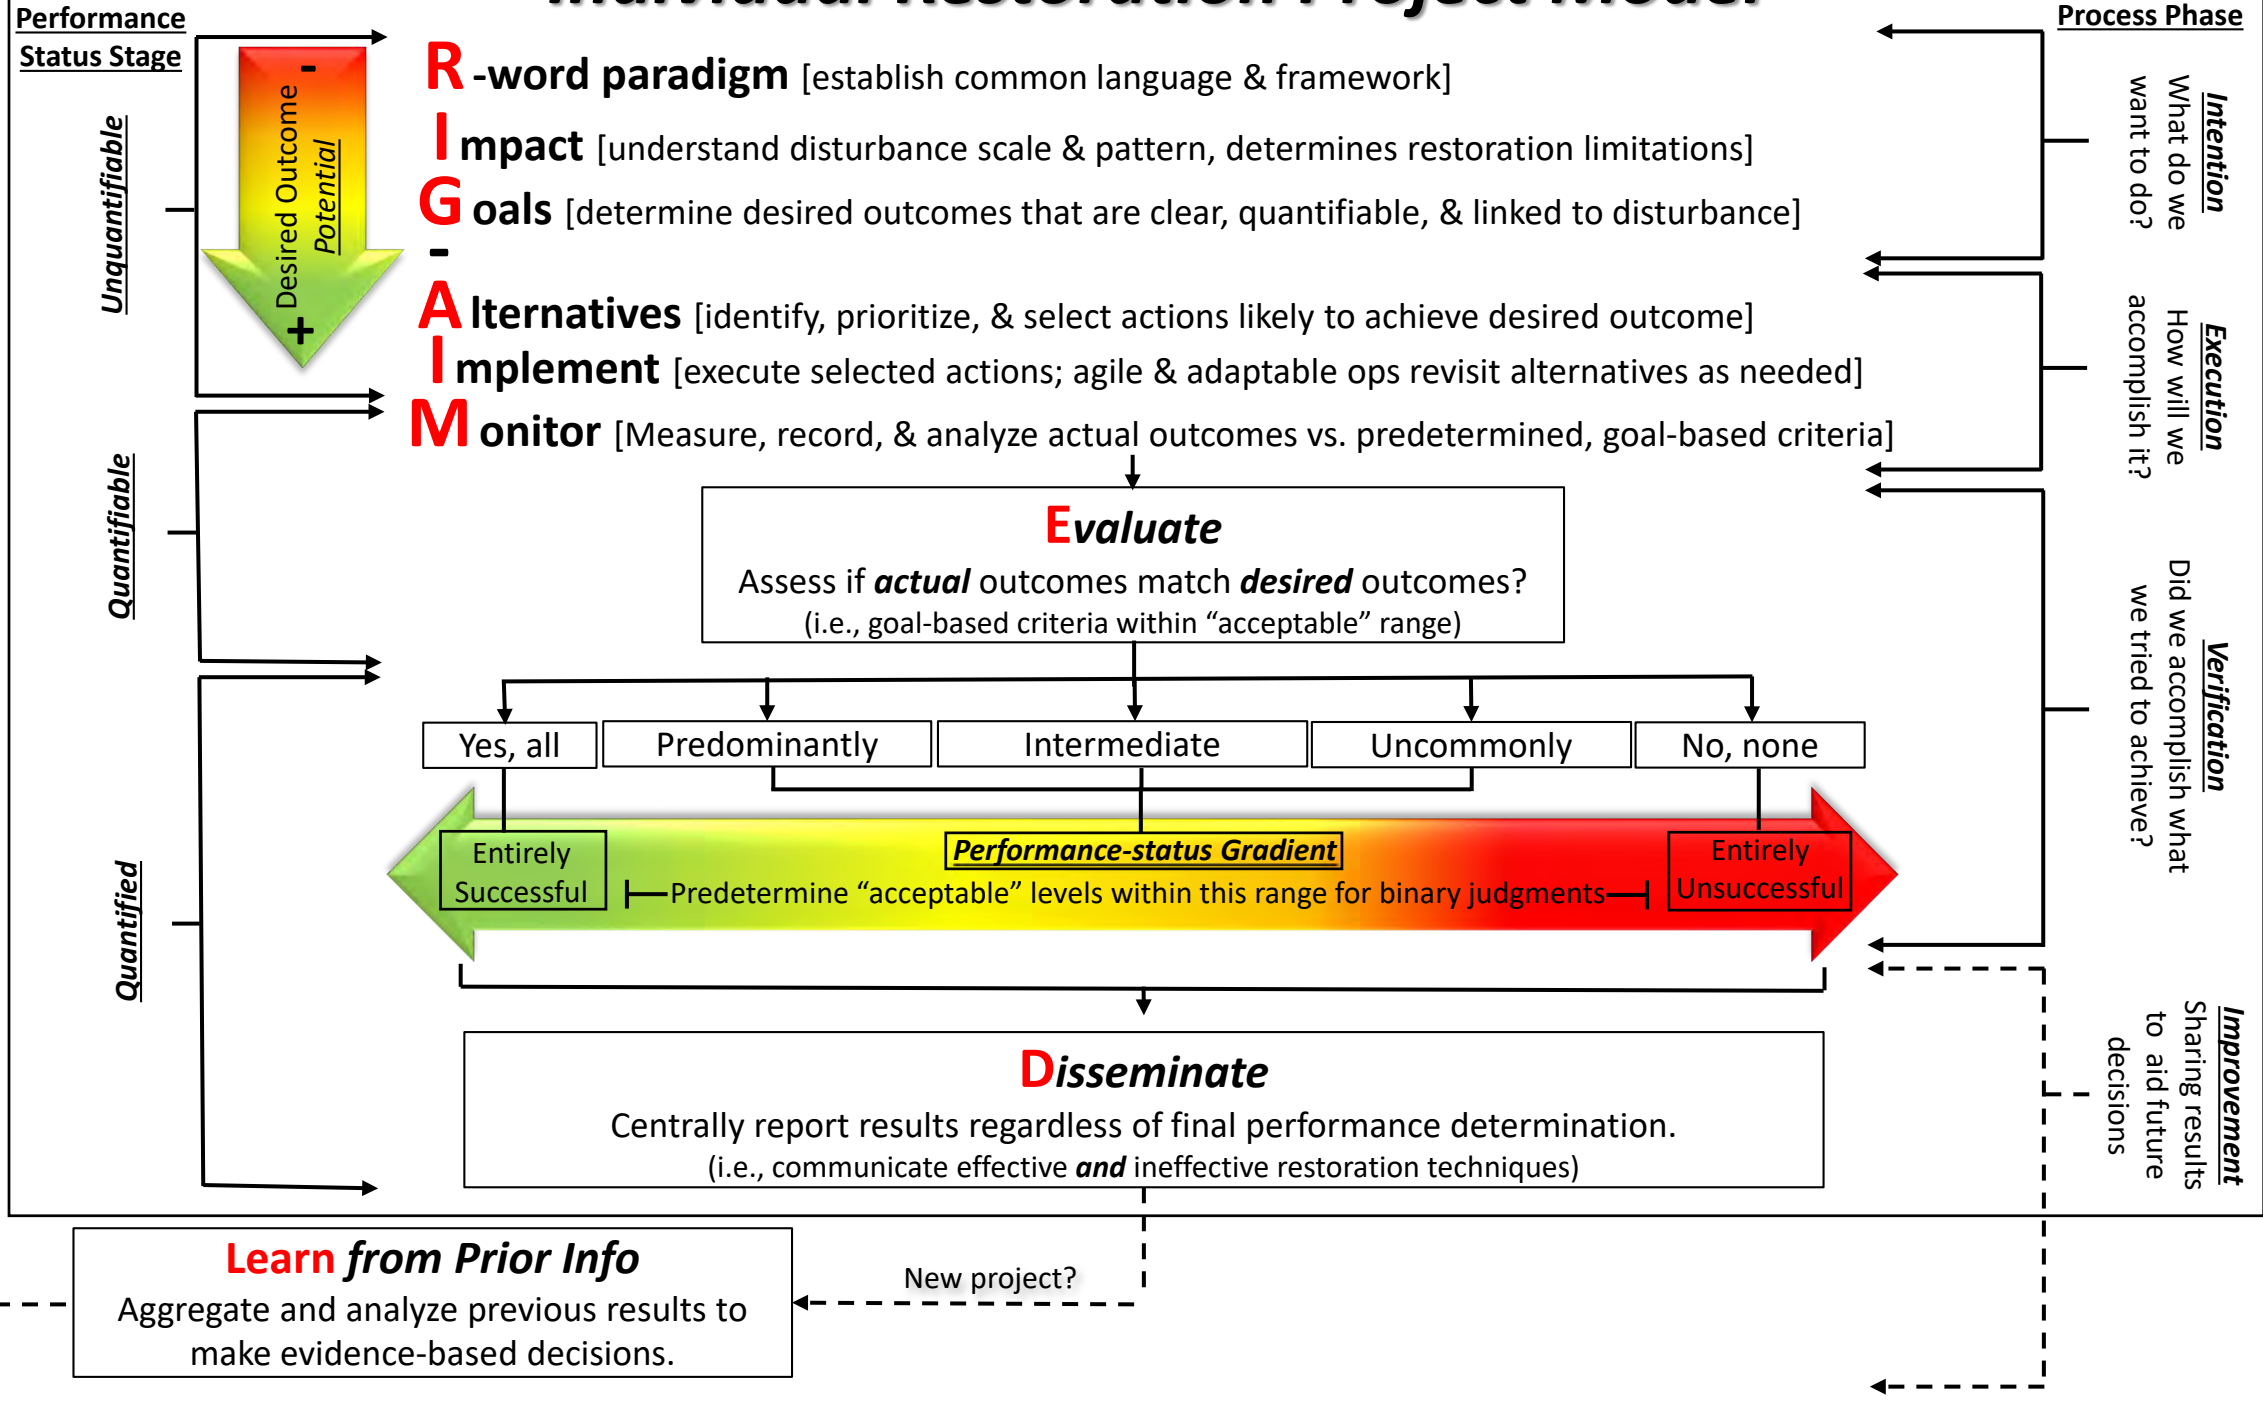 Individual Restoration Project Model
Performance
Status Stage
Process Phase
R-word paradigm [establish common language & framework]
Impact [understand disturbance scale & pattern, determines restoration limitations]
Goals [determine desired outcomes that are clear, quantifiable, & linked to disturbance]
-
Alternatives [identify, prioritize, & select actions likely to achieve desired outcome]
Implement [execute selected actions; agile & adaptable ops revisit alternatives as needed]
Monitor [Measure, record, & analyze actual outcomes vs. predetermined, goal-based criteria]
-
Desired Outcome
Potential
+
Unquantifiable
Quantifiable
Quantified
Intention
What do we
want to do?
Execution
How will we
accomplish it?
Verification
Did we accomplish what
we tried to achieve?
Improvement
Sharing results
to aid future
decisions
Evaluate
Assess if actual outcomes match desired outcomes?
(i.e., goal-based criteria within “acceptable” range)
Yes, all
Predominantly
Intermediate
Uncommonly
No, none
Entirely
Successful
Performance-status Gradient
Predetermine “acceptable” levels within this range for binary judgments
Entirely
Unsuccessful
Disseminate
Centrally report results regardless of final performance determination.
(i.e., communicate effective and ineffective restoration techniques)
New project?
Learn from Prior Info
Aggregate and analyze previous results to
make evidence-based decisions.